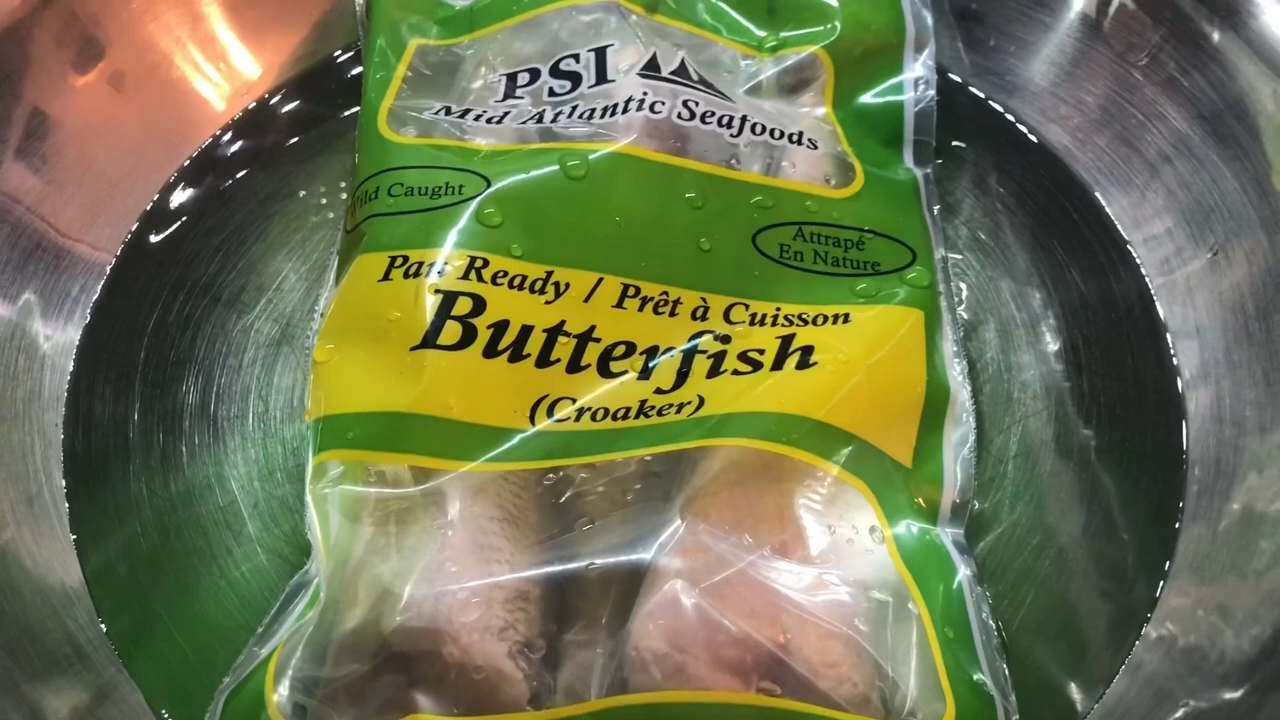 PSI
Mid Atlantic Seafoods
Wild Caught
Attrapé
En Nature
Pan Ready / Prêt à Cuisson
Butterfish
(Croaker)